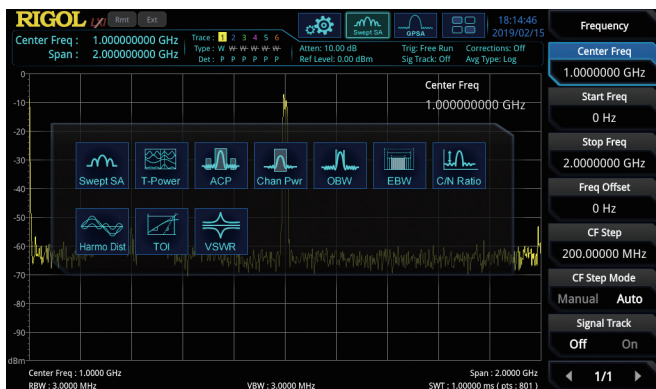 RIGOL LXI Rmt Ext
Swept SA GPSA
18:14:46
2019/02/15
Center Freq : 1.000000000 GHz
Span : 2.000000000 GHz
Trace : 1 2 3 4 5 6
Type : W W W W W W
Det : P P P P P P
Atten: 10.00 dB
Ref Level: 0.00 dBm
Trig: Free Run
Sig Track: Off
Corrections: Off
Avg Type: Log
Center Freq
1.000000000 GHz
0
-10
-20
-30
-40
-50
-60
-70
-80
-90
dBm
Swept SA T-Power ACP Chan Pwr OBW EBW C/N Ratio
Harmo Dist TOI VSWR
Center Freq : 1.0000 GHz
Span : 2.0000 GHz
RBW : 3.0000 MHz VBW : 3.0000 MHz SWT : 1.00000 ms ( pts : 801 )
Frequency
Center Freq
1.0000000 GHz
Start Freq
0 Hz
Stop Freq
2.0000000 GHz
Freq Offset
0 Hz
CF Step
200.00000 MHz
CF Step Mode
Manual Auto
Signal Track
Off On
1/1